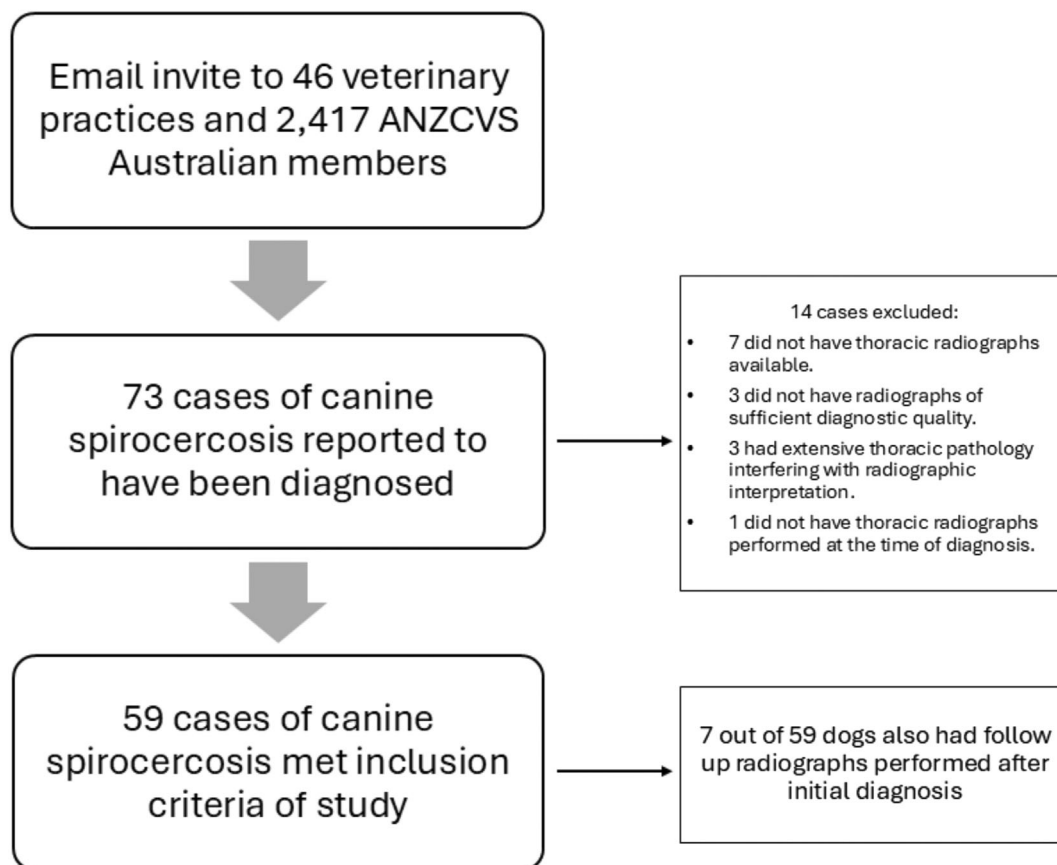 Email invite to 46 veterinary
practices and 2,417 ANZCVS
Australian members
73 cases of canine
spirocercosis reported to
have been diagnosed
14 cases excluded:
• 7 did not have thoracic radiographs
available.
• 3 did not have radiographs of
sufficient diagnostic quality.
• 3 had extensive thoracic pathology
interfering with radiographic
interpretation.
• 1 did not have thoracic radiographs
performed at the time of diagnosis.
59 cases of canine
spirocercosis met inclusion
criteria of study
7 out of 59 dogs also had follow
up radiographs performed after
initial diagnosis